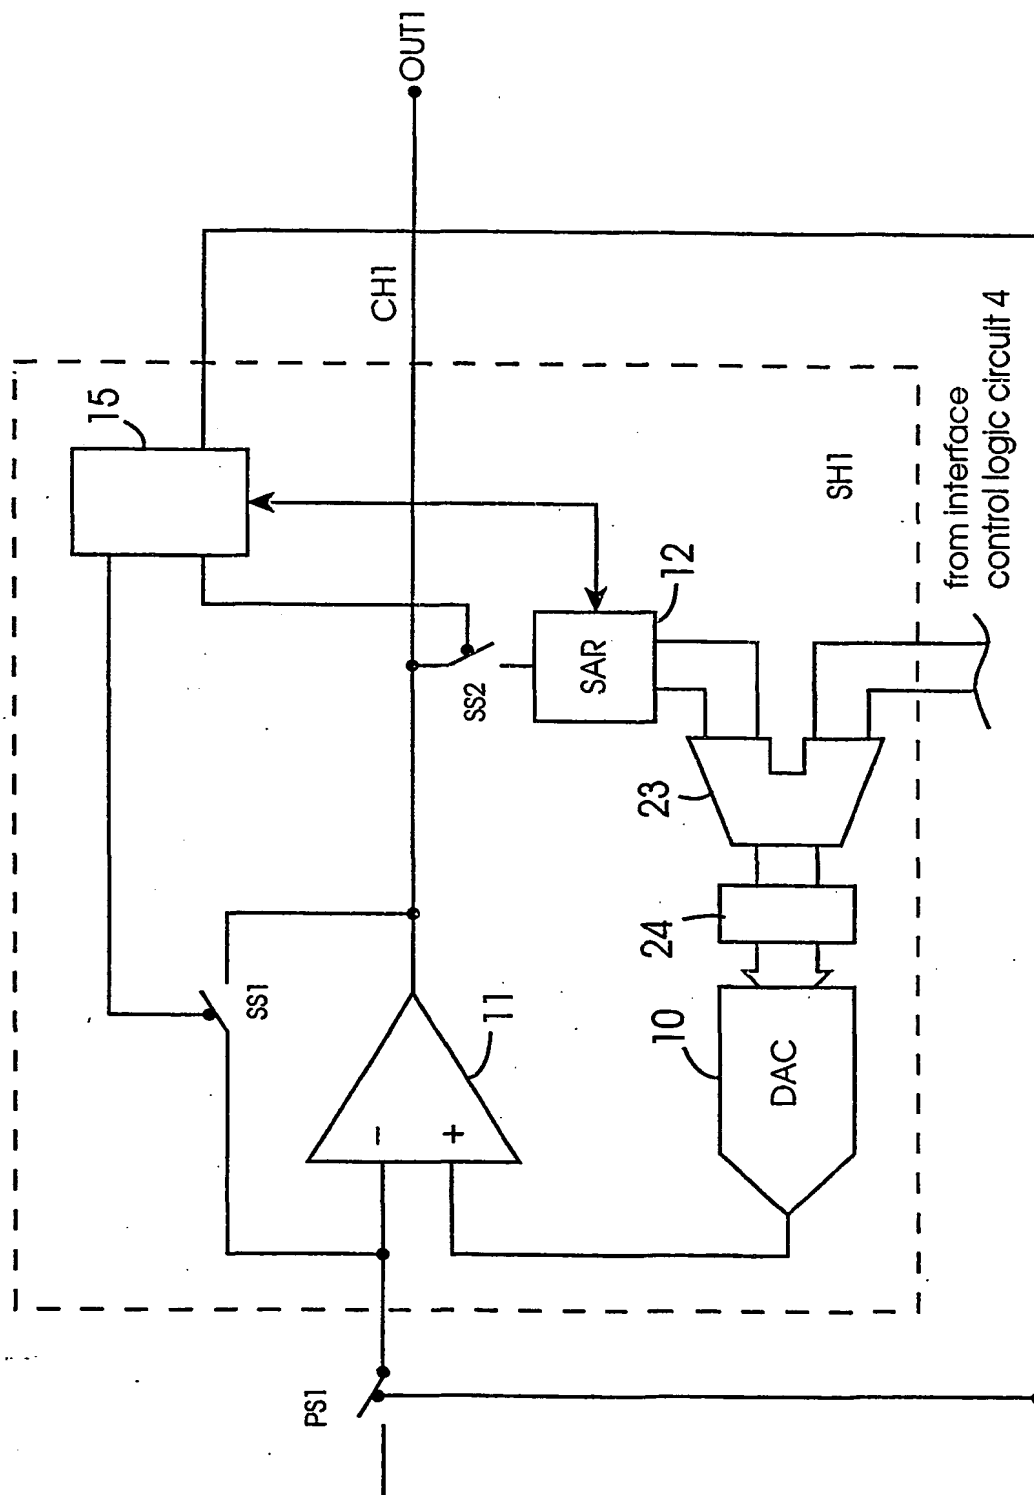 OUT1
CH1
15
SH1
from interface
control logic circuit 4
12
SAR
SS2
23
24
SS1
11
-
+
10
DAC
PS1